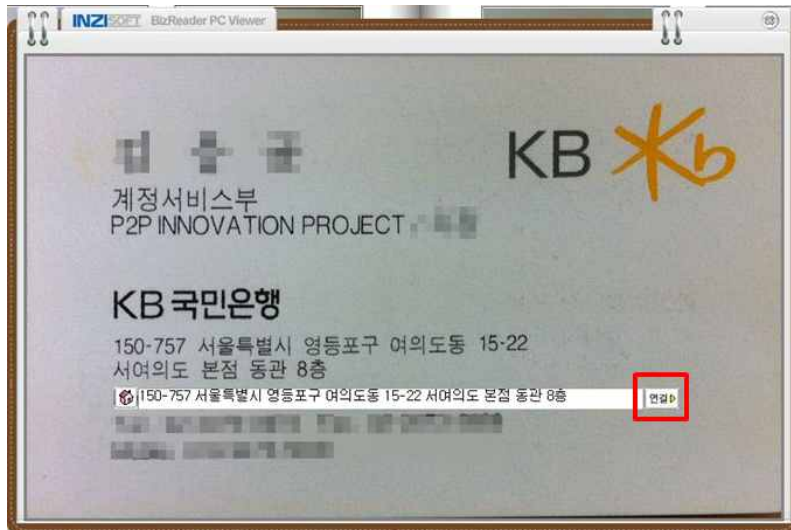 INZISOFT BizReader PC Viewer
KB Kb
계정서비스부
P2P INNOVATION PROJECT
KB 국민은행
150-757 서울특별시 영등포구 여의도동 15-22
서여의도 본점 동관 8층
150-757 서울특별시 영등포구 여의도동 15-22 서여의도 본점 동관 8층 연결